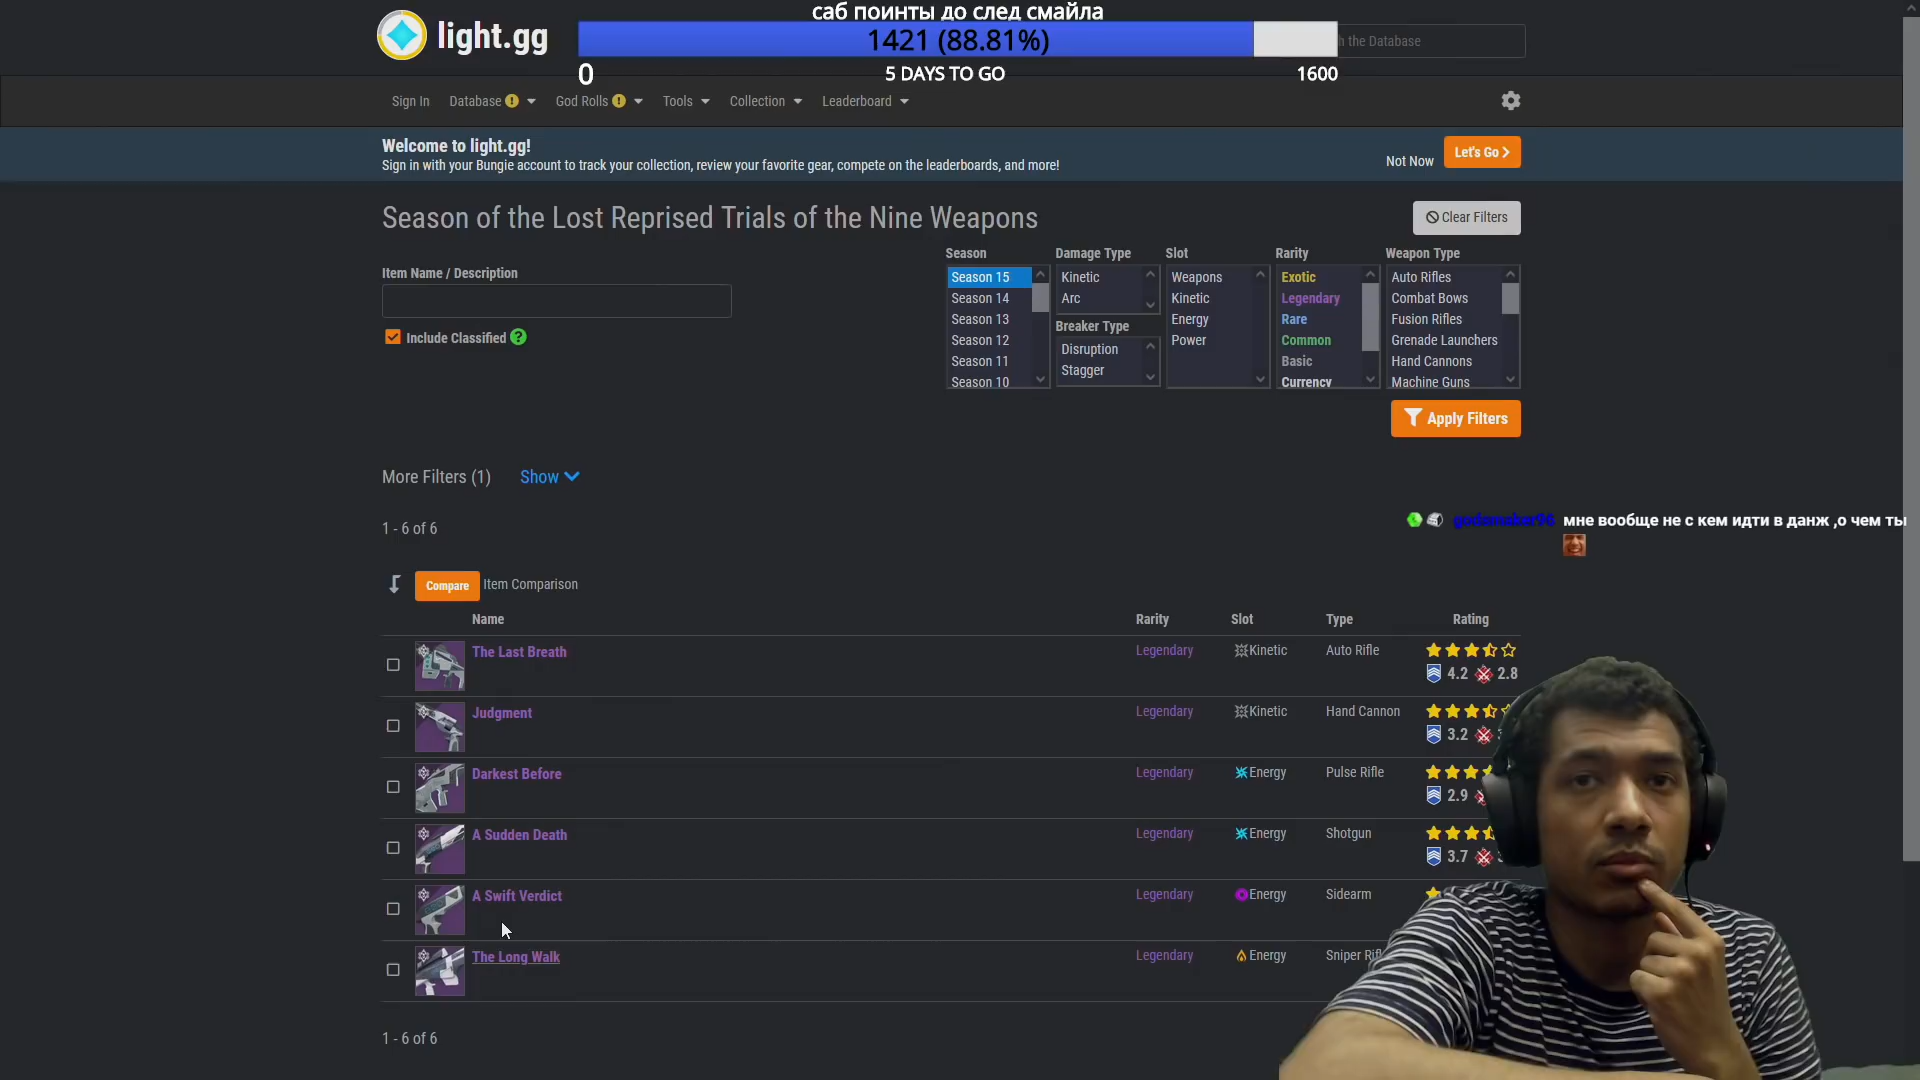 саб поинты до след смайла
light.gg
1421 (88.81%)
h the Database
0
5 DAYS TO GO
1600
Sign In
Database
God Rolls
Tools
Collection
Leaderboard
Welcome to light.gg!
Sign in with your Bungie account to track your collection, review your favorite gear, compete on the leaderboards, and more!
Not Now
Let's Go
Season of the Lost Reprised Trials of the Nine Weapons
Clear Filters
Item Name / Description
Include Classified
Season
Season 15
Season 14
Season 13
Season 12
Season 11
Season 10
Damage Type
Kinetic
Arc
Breaker Type
Disruption
Stagger
Slot
Weapons
Kinetic
Energy
Power
Rarity
Exotic
Legendary
Rare
Common
Basic
Currency
Weapon Type
Auto Rifles
Combat Bows
Fusion Rifles
Grenade Launchers
Hand Cannons
Machine Guns
Apply Filters
More Filters (1)
Show
1 - 6 of 6
мне вообще не с кем идти в данж ,о чем ты
Compare
Item Comparison
Name
Rarity
Slot
Type
Rating
The Last Breath
Legendary
Kinetic
Auto Rifle
4.2
2.8
Judgment
Legendary
Kinetic
Hand Cannon
3.2
Darkest Before
Legendary
Energy
Pulse Rifle
2.9
A Sudden Death
Legendary
Energy
Shotgun
3.7
A Swift Verdict
Legendary
Energy
Sidearm
The Long Walk
Legendary
Energy
Sniper Rif
1 - 6 of 6